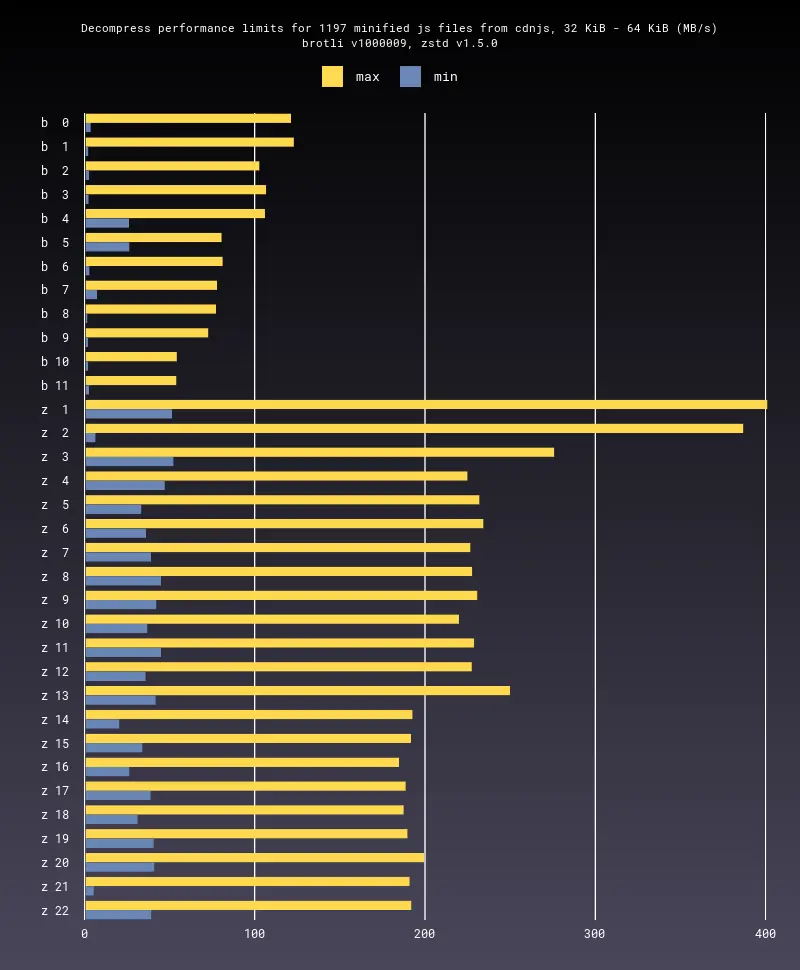 Decompress performance limits for 1197 minified js files from cdnjs, 32 KiB - 64 KiB (MB/s)
brotli v1000009, zstd v1.5.0
max min
b 0
b 1
b 2
b 3
b 4
b 5
b 6
b 7
b 8
b 9
b 10
b 11
z 1
z 2
z 3
z 4
z 5
z 6
z 7
z 8
z 9
z 10
z 11
z 12
z 13
z 14
z 15
z 16
z 17
z 18
z 19
z 20
z 21
z 22
0 100 200 300 400